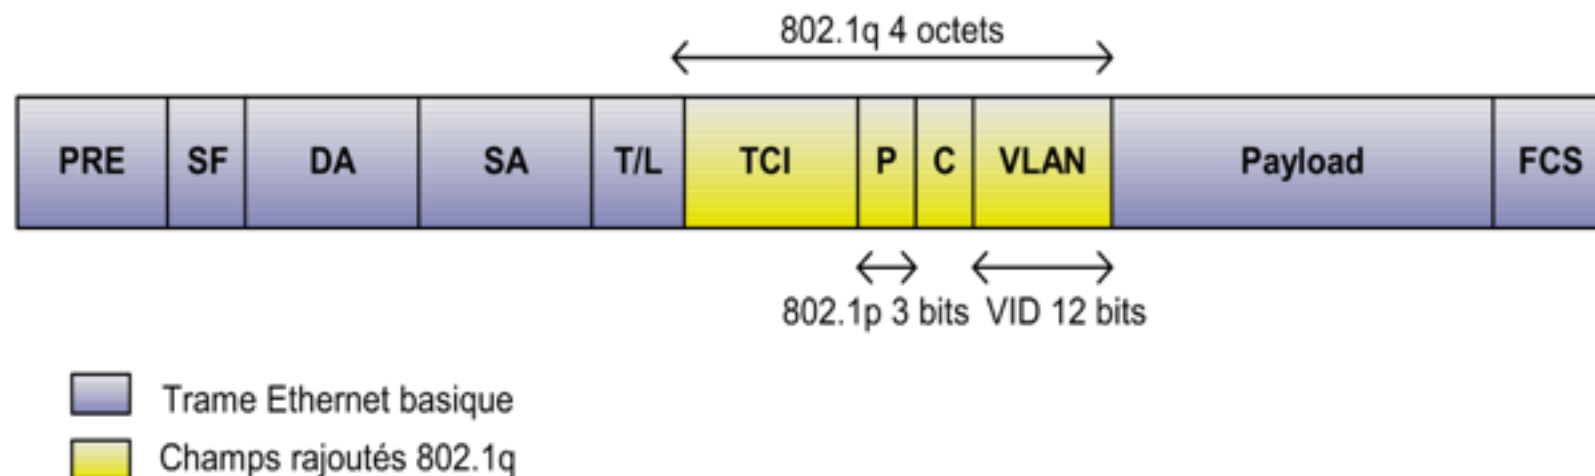 802.1q 4 octets
PRE SF DA SA T/L TCI P C VLAN Payload FCS
802.1p 3 bits VID 12 bits
Trame Ethernet basique
Champs rajoutés 802.1q